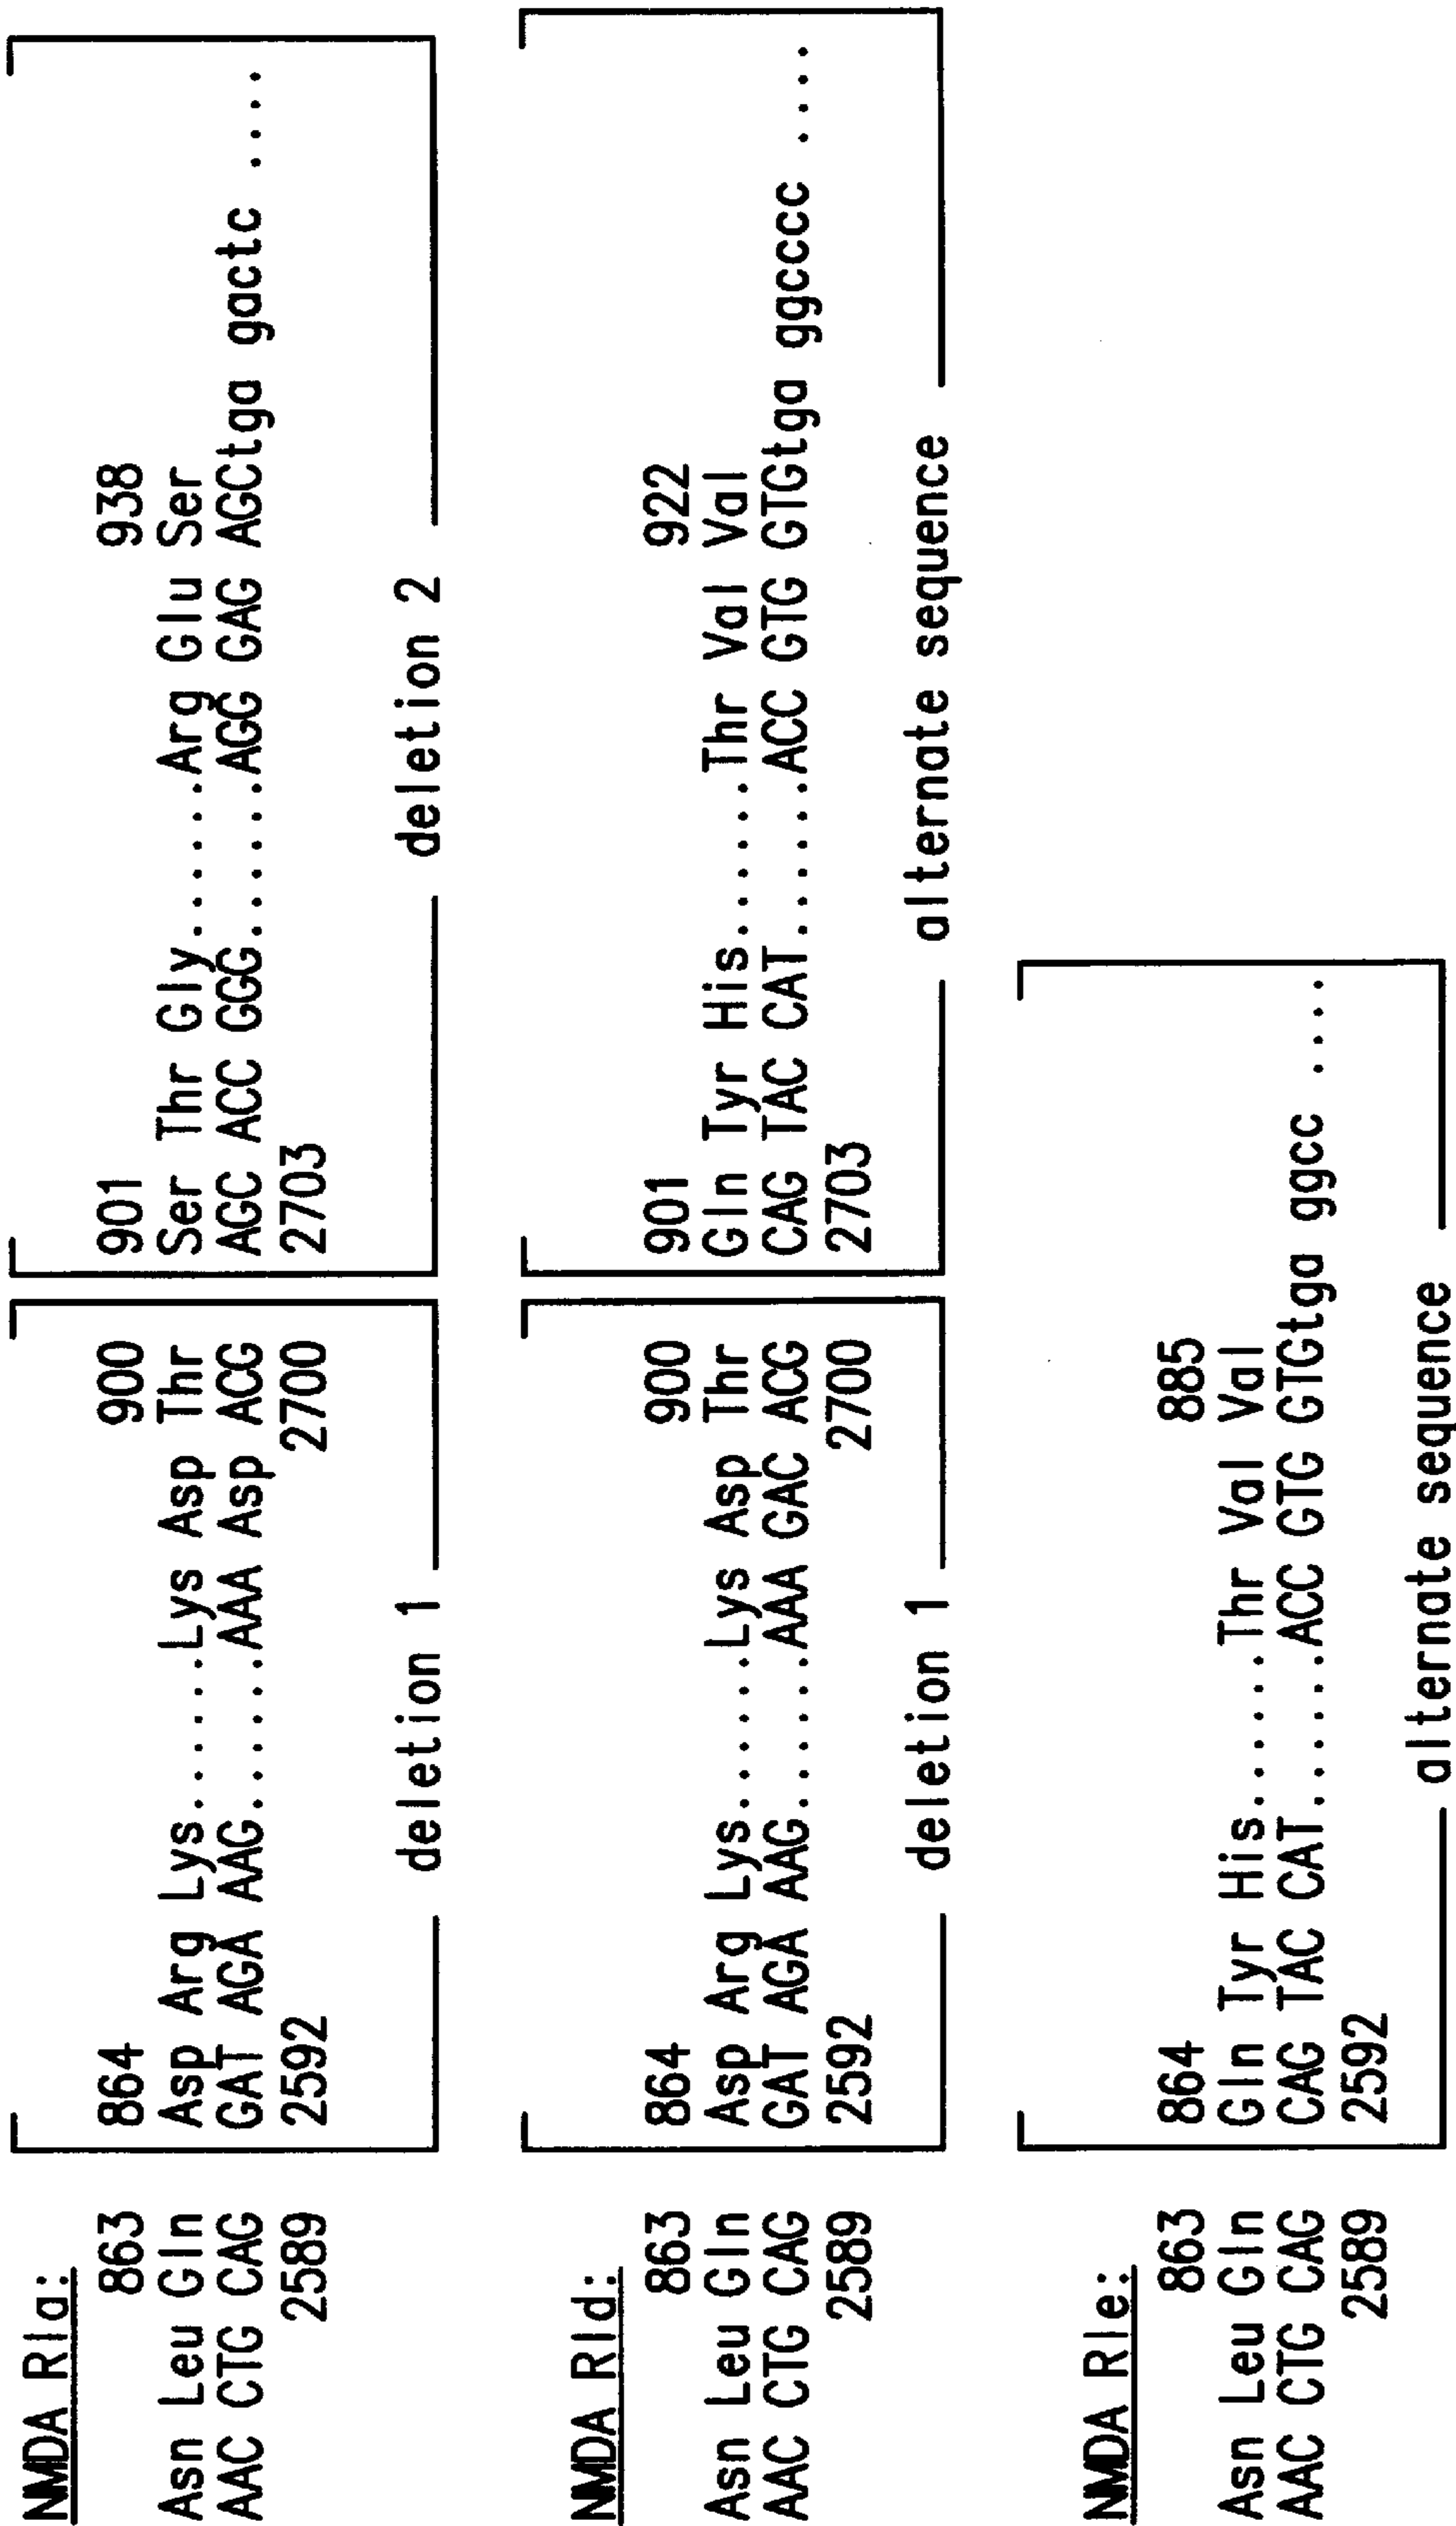 NMDA R1a:
863 864 900 901 938
Asn Leu Gln Asp Arg Lys.......Lys Asp Thr Ser Thr Gly......Arg Glu Ser
AAC CTG CAG GAT AGA AAG......AAA Asp ACG AGC ACC GGG......AGG GAG AGCtga gactc ....
2589 2592 2700 2703
deletion 1 deletion 2
NMDA R1d:
863 864 900 901 922
Asn Leu Gln Asp Arg Lys.......Lys Asp Thr Gln Tyr His......Thr Val Val
AAC CTG CAG GAT AGA AAG......AAA GAC ACG CAG TAC CAT......ACC GTG GTGtga ggcccc ....
2589 2592 2700 2703
deletion 1 alternate sequence
NMDA R1e:
863 864 885
Asn Leu Gln Gln Tyr His......Thr Val Val
AAC CTG CAG CAG TAC CAT......ACC GTG GTGtga ggcc ....
2589 2592
alternate sequence